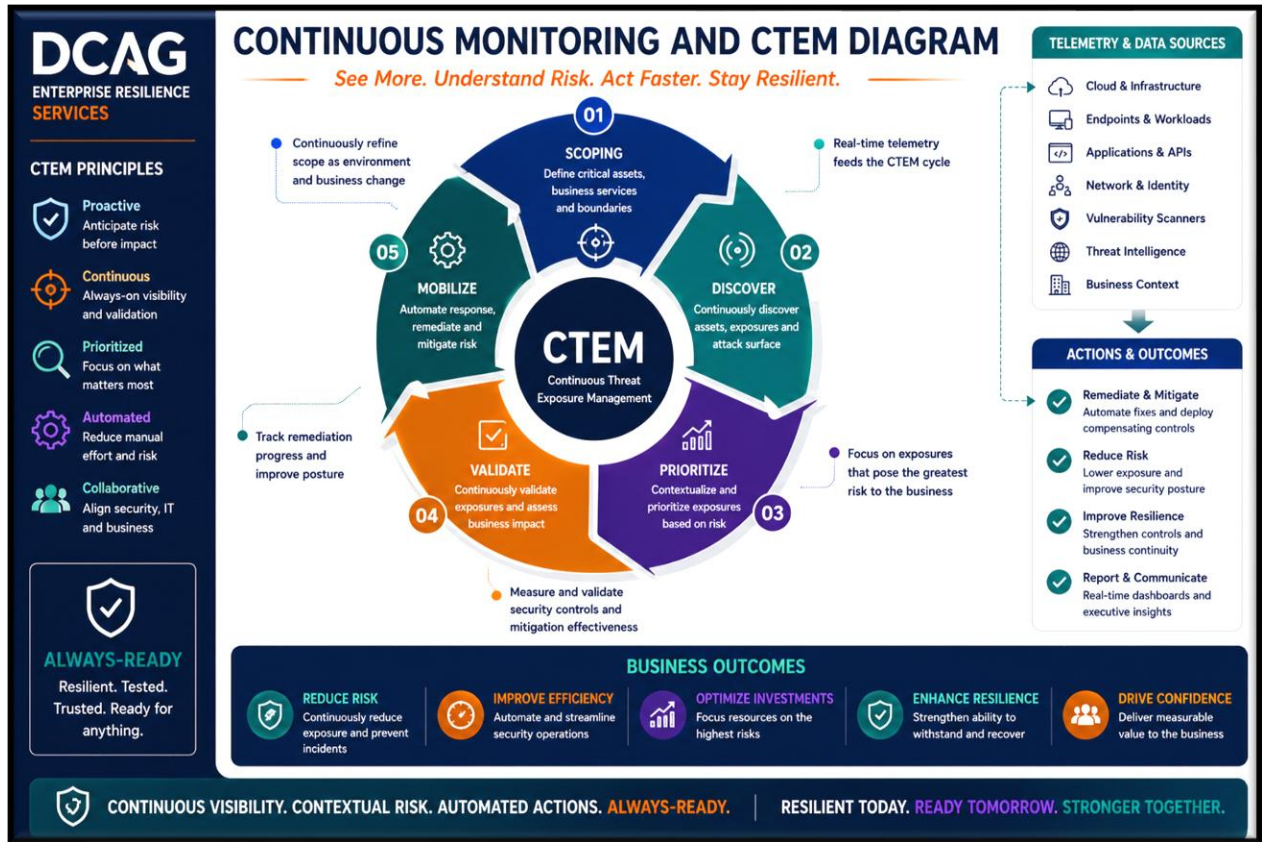 DCAG
ENTERPRISE RESILIENCE
SERVICES
CTEM PRINCIPLES
Proactive
Anticipate risk
before impact
Continuous
Always-on visibility
and validation
Prioritized
Focus on what
matters most
Automated
Reduce manual
effort and risk
Collaborative
Align security, IT
and business
ALWAYS-READY
Resilient. Tested.
Trusted. Ready for
anything.
CONTINUOUS MONITORING AND CTEM DIAGRAM
See More. Understand Risk. Act Faster. Stay Resilient.
01
SCOPING
Define critical assets,
business services
and boundaries
Continuously refine
scope as environment
and business change
Real-time telemetry
feeds the CTEM cycle
02
DISCOVER
Continuously discover
assets, exposures and
attack surface
03
PRIORITIZE
Contextualize and
prioritize exposures
based on risk
Focus on exposures
that pose the greatest
risk to the business
04
VALIDATE
Continuously validate
exposures and assess
business impact
Measure and validate
security controls and
mitigation effectiveness
05
MOBILIZE
Automate response,
remediate and
mitigate risk
Track remediation
progress and
improve posture
CTEM
Continuous Threat
Exposure Management
TELEMETRY & DATA SOURCES
Cloud & Infrastructure
Endpoints & Workloads
</>
Applications & APIs
Network & Identity
Vulnerability Scanners
Threat Intelligence
Business Context
ACTIONS & OUTCOMES
Remediate & Mitigate
Automate fixes and deploy
compensating controls
Reduce Risk
Lower exposure and
improve security posture
Improve Resilience
Strengthen controls and
business continuity
Report & Communicate
Real-time dashboards and
executive insights
BUSINESS OUTCOMES
REDUCE RISK
Continuously reduce
exposure and prevent
incidents
IMPROVE EFFICIENCY
Automate and streamline
security operations
OPTIMIZE INVESTMENTS
Focus resources on the
highest risks
ENHANCE RESILIENCE
Strengthen ability to
withstand and recover
DRIVE CONFIDENCE
Deliver measurable
value to the business
CONTINUOUS VISIBILITY. CONTEXTUAL RISK. AUTOMATED ACTIONS. ALWAYS-READY.
RESILIENT TODAY. READY TOMORROW. STRONGER TOGETHER.